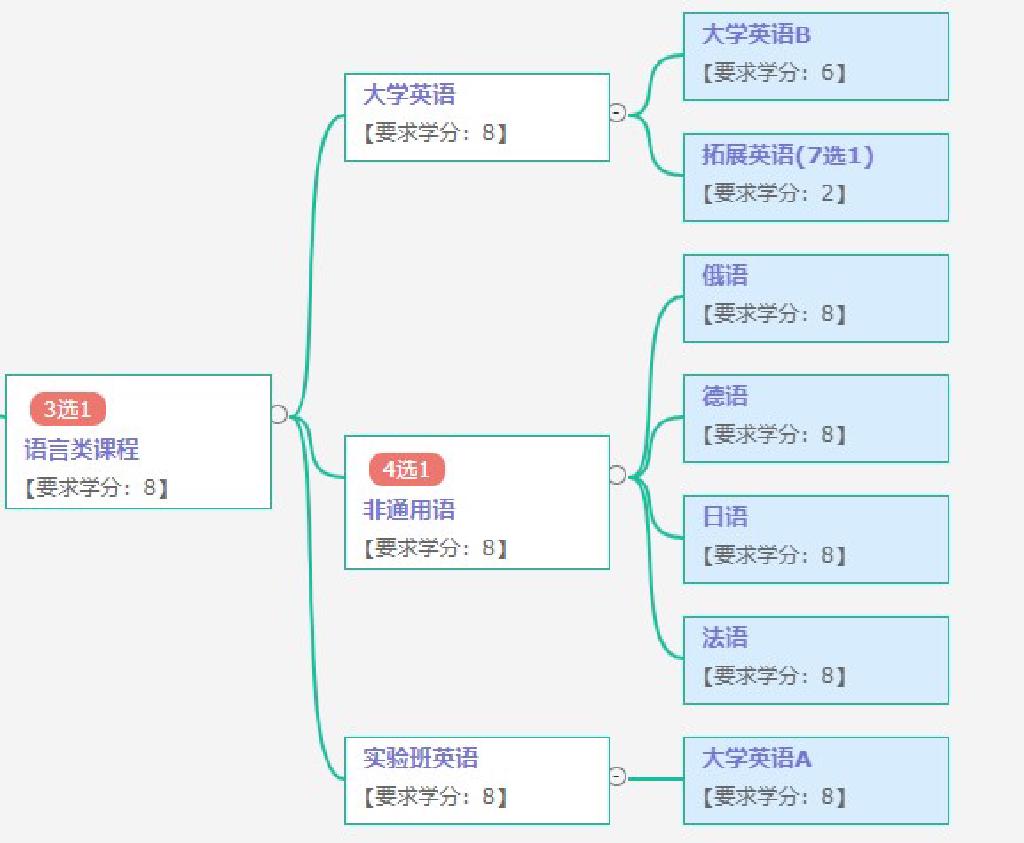 大学英语B
【要求学分：6】
大学英语
【要求学分：8】
拓展英语(7选1)
【要求学分：2】
俄语
【要求学分：8】
3选1
语言类课程
【要求学分：8】
德语
【要求学分：8】
4选1
非通用语
【要求学分：8】
日语
【要求学分：8】
法语
【要求学分：8】
实验班英语
【要求学分：8】
大学英语A
【要求学分：8】